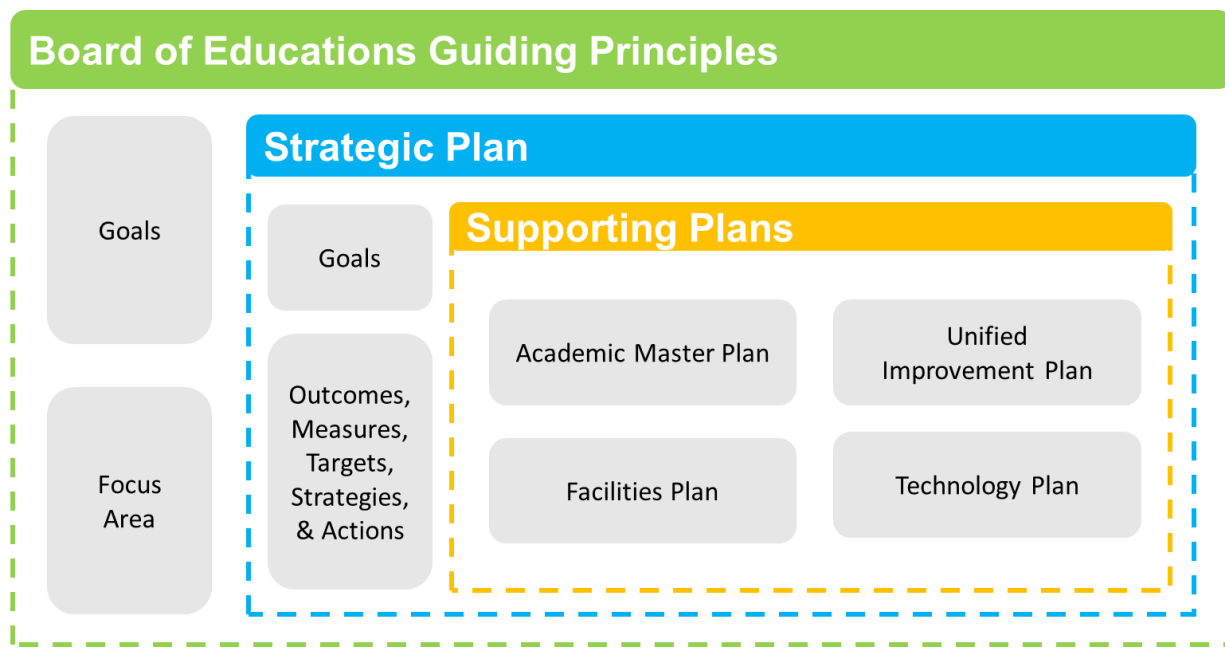 Board of Educations Guiding Principles
Goals
Focus
Area
Strategic Plan
Goals
Outcomes,
Measures,
Targets,
Strategies,
& Actions
Supporting Plans
Academic Master Plan
Unified
Improvement Plan
Facilities Plan
Technology Plan